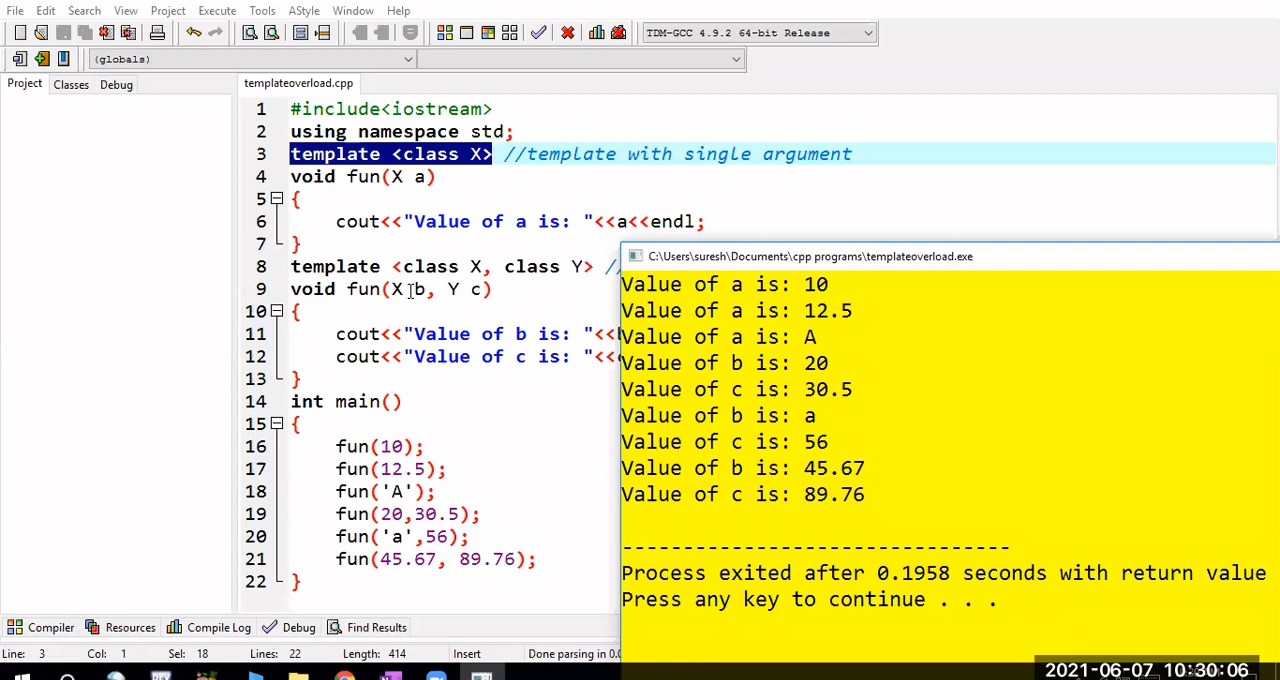 File Edit Search View Project Execute Tools AStyle Window Help
TDM-GCC 4.9.2 64-bit Release
(globals)
Project Classes Debug
templateoverload.cpp
1 #include<iostream>
2 using namespace std;
3 template <class X> //template with single argument
4 void fun(X a)
5 {
6 cout<<"Value of a is: "<<a<<endl;
7 }
8 template <class X, class Y> //
9 void fun(X b, Y c)
10 {
11 cout<<"Value of b is: "<<
12 cout<<"Value of c is: "<<
13 }
14 int main()
15 {
16 fun(10);
17 fun(12.5);
18 fun('A');
19 fun(20,30.5);
20 fun('a',56);
21 fun(45.67, 89.76);
22 }
C:\Users\suresh\Documents\cpp programs\templateoverload.exe
Value of a is: 10
Value of a is: 12.5
Value of a is: A
Value of b is: 20
Value of c is: 30.5
Value of b is: a
Value of c is: 56
Value of b is: 45.67
Value of c is: 89.76
--------------------------------
Process exited after 0.1958 seconds with return value
Press any key to continue . . .
Compiler Resources Compile Log Debug Find Results
Line: 3 Col: 1 Sel: 18 Lines: 22 Length: 414 Insert Done parsing in 0.0
2021-06-07 10:30:06